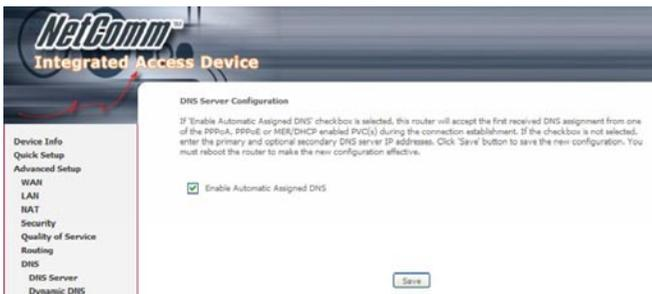 NetComm™
Integrated Access Device
DNS Server Configuration
If 'Enable Automatic Assigned DNS' checkbox is selected, this router will accept the first received DNS assignment from one
of the PPPoA, PPPoE or MER/DHCP enabled PVC(s) during the connection establishment. If the checkbox is not selected,
enter the primary and optional secondary DNS server IP addresses. Click 'Save' button to save the new configuration. You
must reboot the router to make the new configuration effective.
Enable Automatic Assigned DNS
Save
Device Info
Quick Setup
Advanced Setup
WAN
LAN
NAT
Security
Quality of Service
Routing
DNS
DNS Server
Dynamic DNS